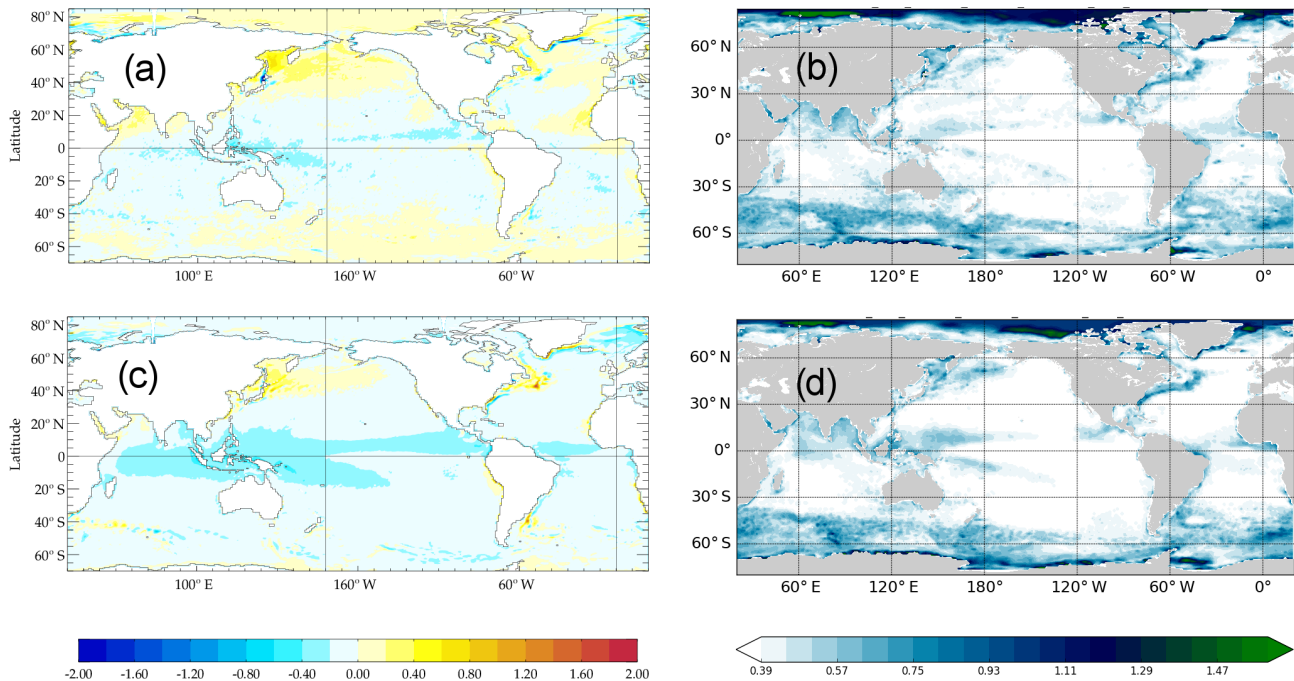 80° N
60° N
40° N
20° N
0°
20° S
40° S
60° S
Latitude
(a)
100° E
160° W
60° W
60° N
30° N
0°
30° S
60° S
(b)
60° E
120° E
180°
120° W
60° W
0°
80° N
60° N
40° N
20° N
0°
20° S
40° S
60° S
Latitude
(c)
100° E
160° W
60° W
60° N
30° N
0°
30° S
60° S
(d)
60° E
120° E
180°
120° W
60° W
0°
-2.00 -1.60 -1.20 -0.80 -0.40 0.00 0.40 0.80 1.20 1.60 2.00
0.39 0.57 0.75 0.93 1.11 1.29 1.47